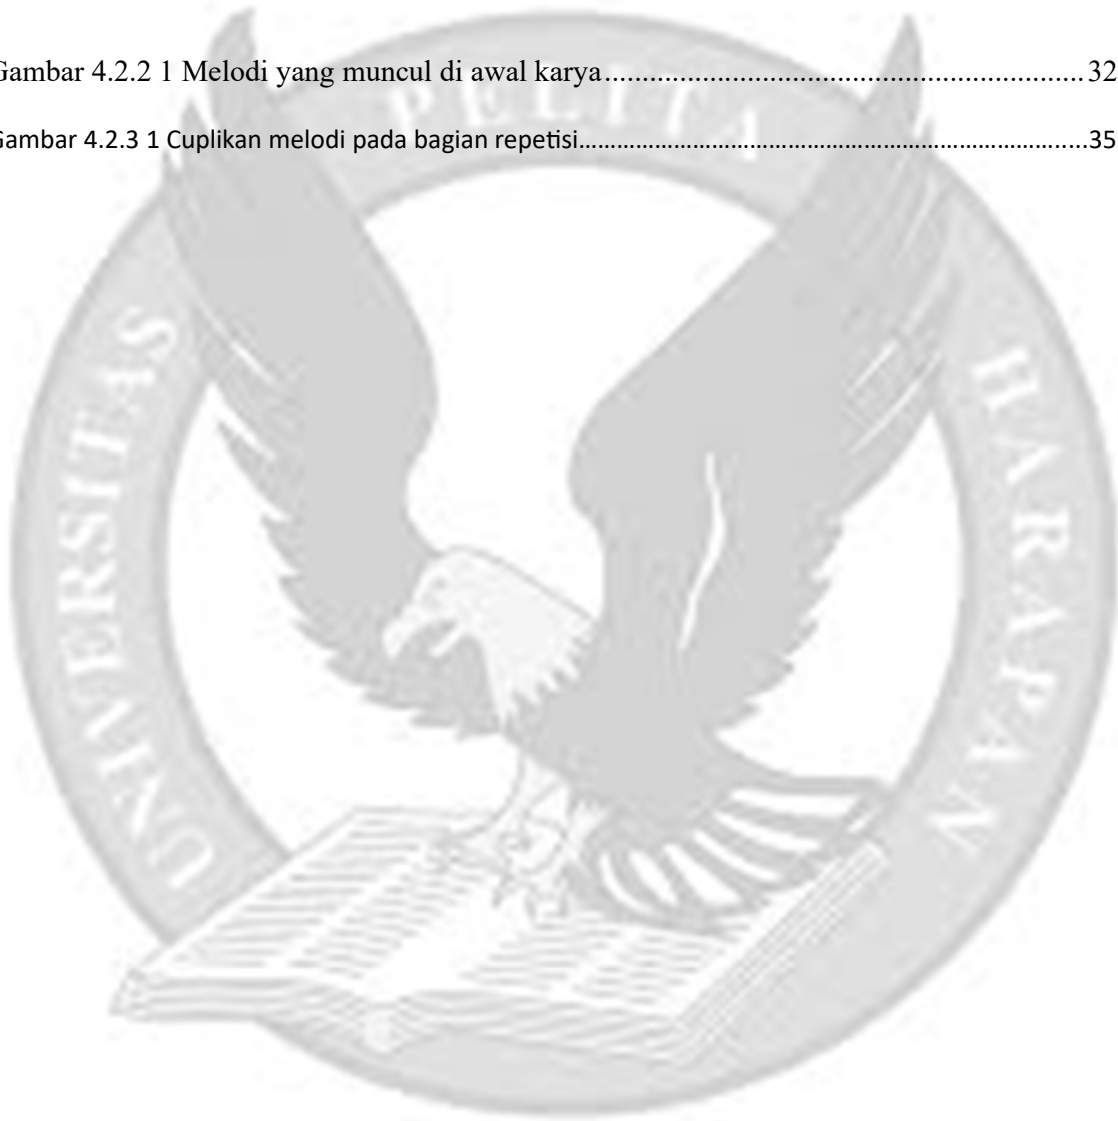 Gambar 4.2.2 1 Melodi yang muncul di awal karya....................................................................32
Gambar 4.2.3 1 Cuplikan melodi pada bagian repetisi.............................................................................35
UNIVERSITAS PELITA HARAPAN